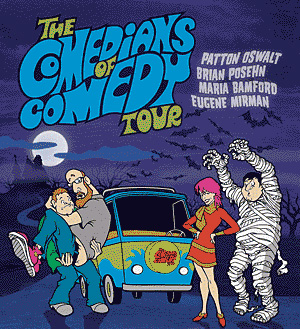 THE
COMEDIANS
OF
COMEDY
TOUR
PATTON OSWALT
BRIAN POSEHN
MARIA BAMFORD
EUGENE MIRMAN